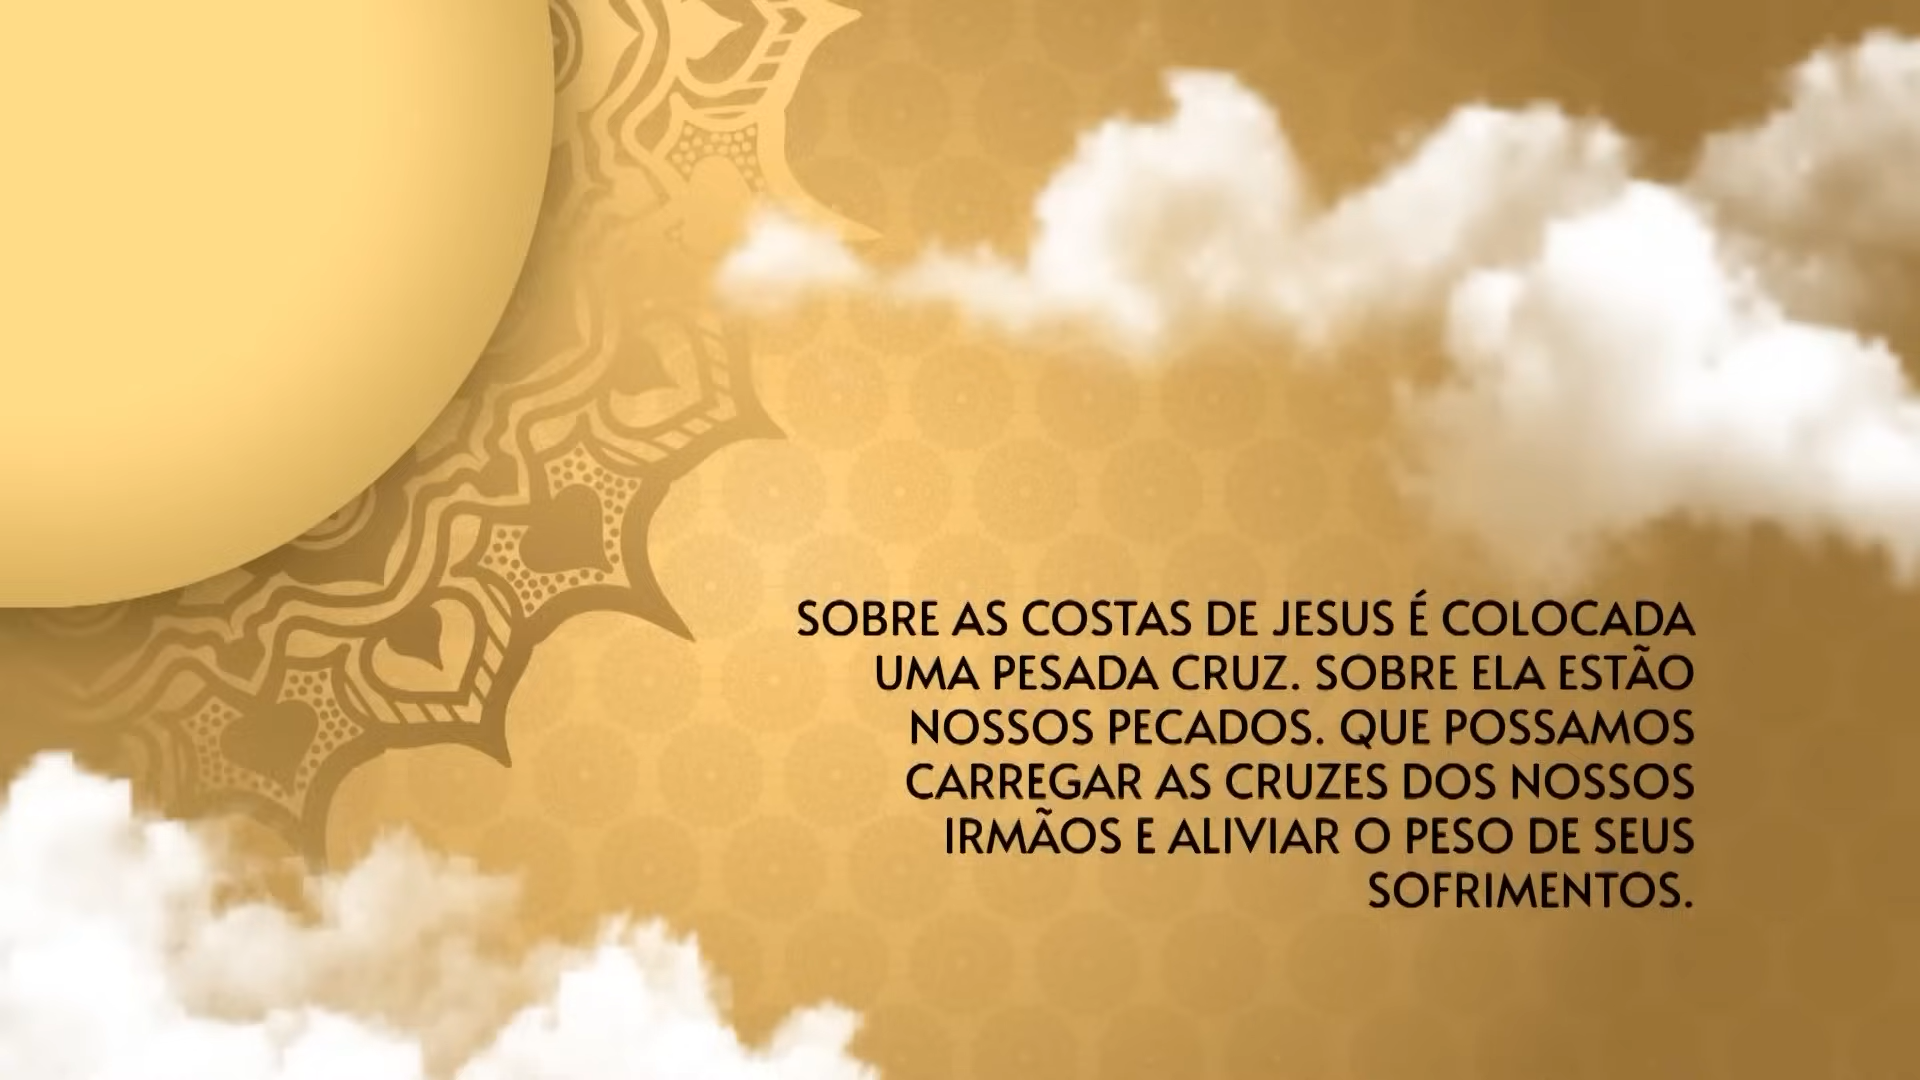 SOBRE AS COSTAS DE JESUS É COLOCADA
UMA PESADA CRUZ. SOBRE ELA ESTÃO
NOSSOS PECADOS. QUE POSSAMOS
CARREGAR AS CRUZES DOS NOSSOS
IRMÃOS E ALIVIAR O PESO DE SEUS
SOFRIMENTOS.